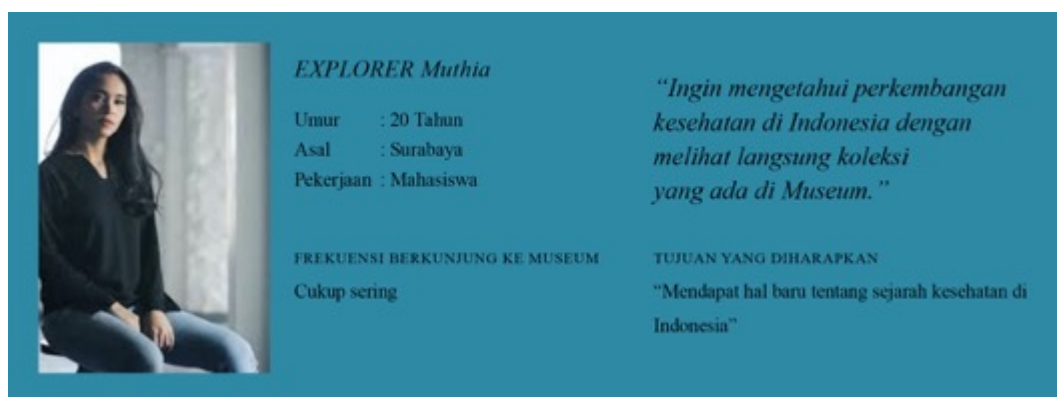 EXPLORER Muthia
Umur : 20 Tahun
Asal : Surabaya
Pekerjaan : Mahasiswa
FREKUENSI BERKUNJUNG KE MUSEUM
Cukup sering
“Ingin mengetahui perkembangan
kesehatan di Indonesia dengan
melihat langsung koleksi
yang ada di Museum.”
TUJUAN YANG DIHARAPKAN
“Mendapat hal baru tentang sejarah kesehatan di
Indonesia”